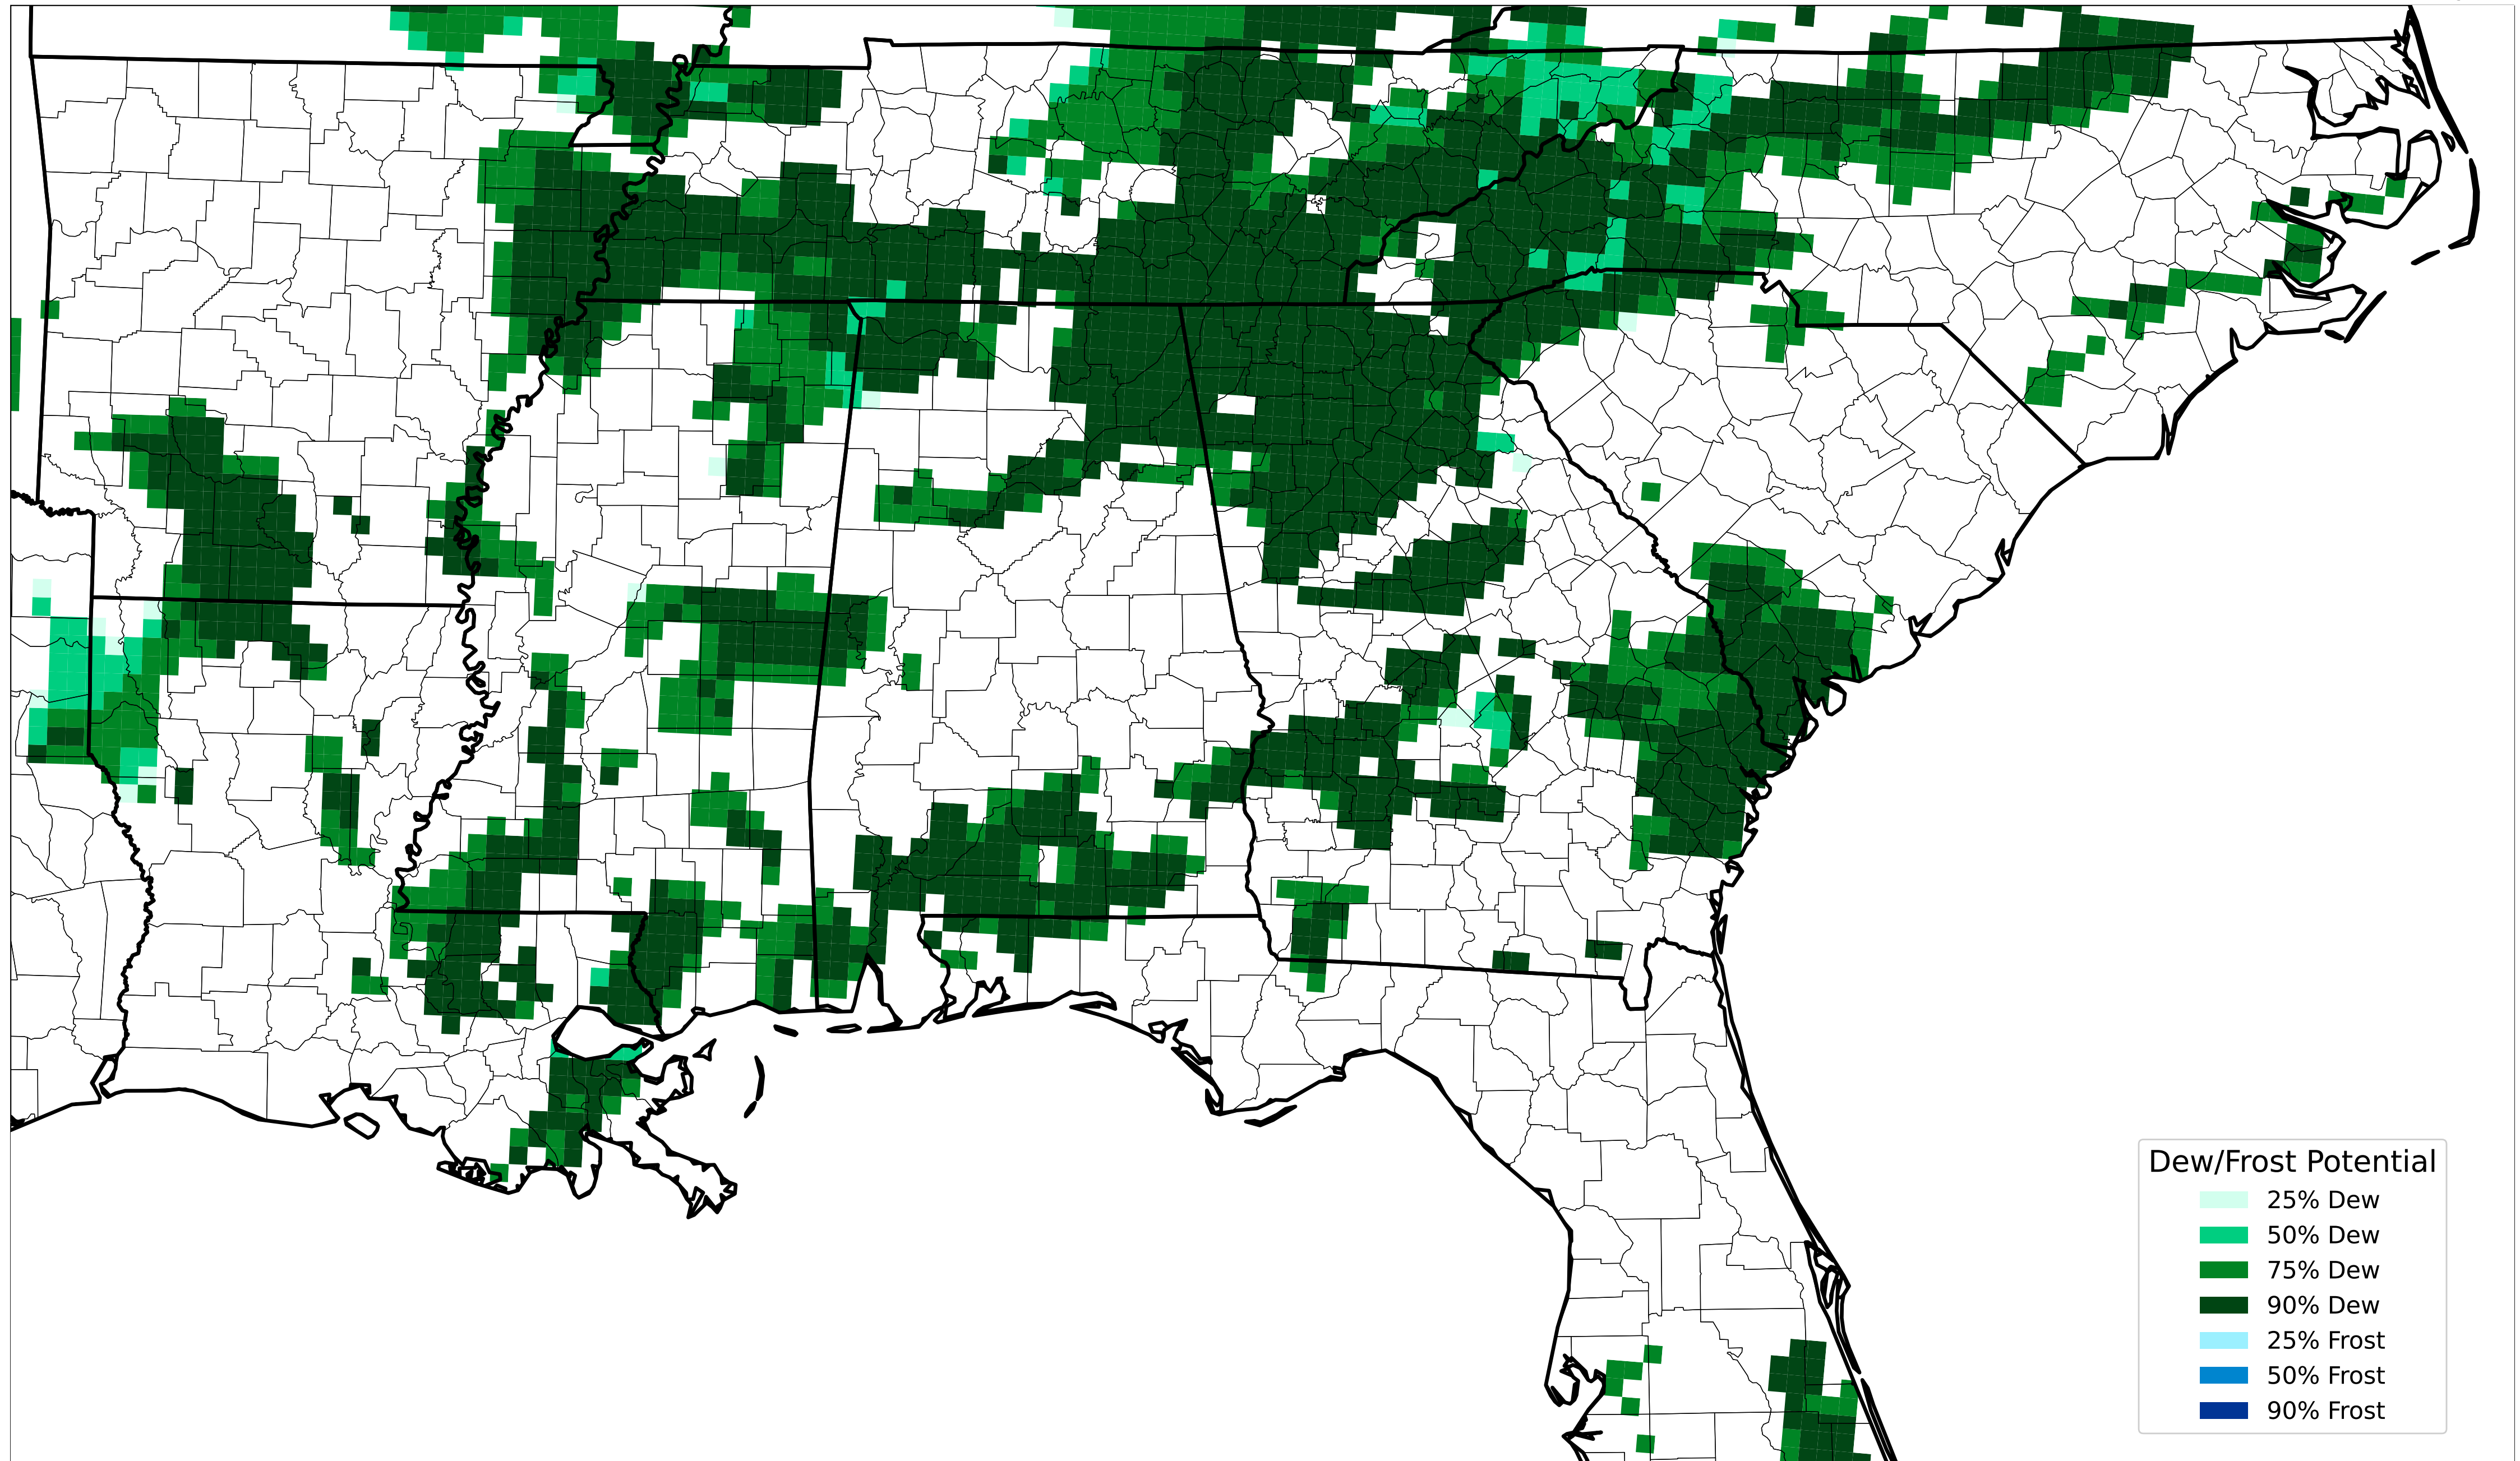 Dew/Frost Potential
25% Dew
50% Dew
75% Dew
90% Dew
25% Frost
50% Frost
90% Frost